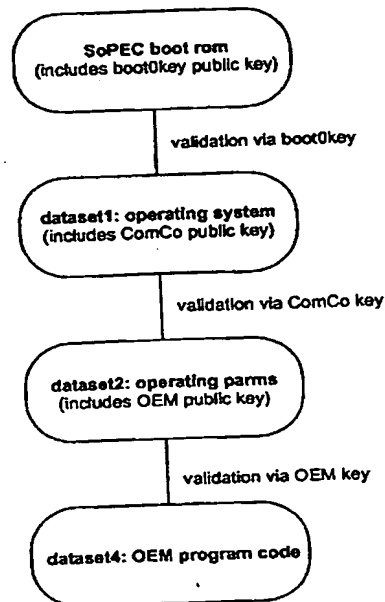 SoPEC boot rom
(includes boot0key public key)
validation via boot0key
dataset1: operating system
(includes ComCo public key)
validation via ComCo key
dataset2: operating parms
(includes OEM public key)
validation via OEM key
dataset4: OEM program code